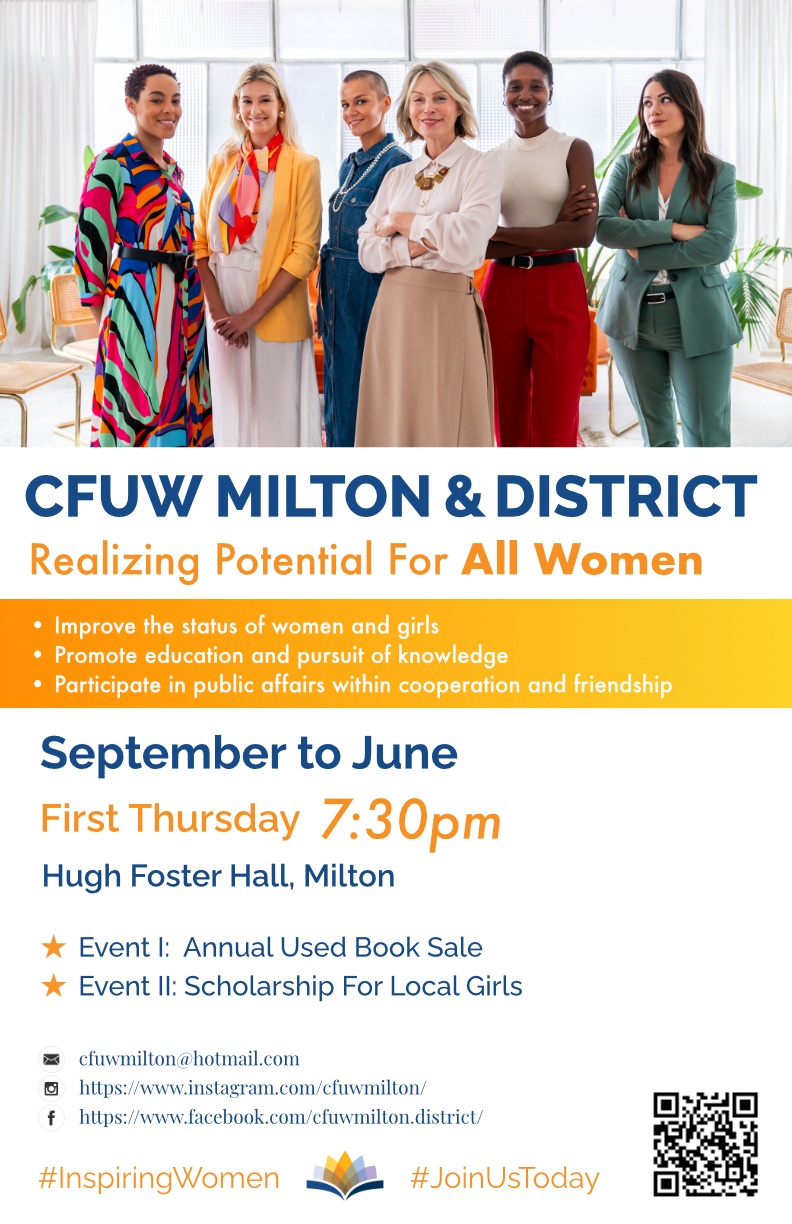 CFUW MILTON & DISTRICT
Realizing Potential For All Women
• Improve the status of women and girls
• Promote education and pursuit of knowledge
• Participate in public affairs within cooperation and friendship
September to June
First Thursday 7:30pm
Hugh Foster Hall, Milton
★ Event I: Annual Used Book Sale
★ Event II: Scholarship For Local Girls
cfuwmilton@hotmail.com
https://www.instagram.com/cfuwmilton/
https://www.facebook.com/cfuwmilton.district/
#InspiringWomen #JoinUsToday